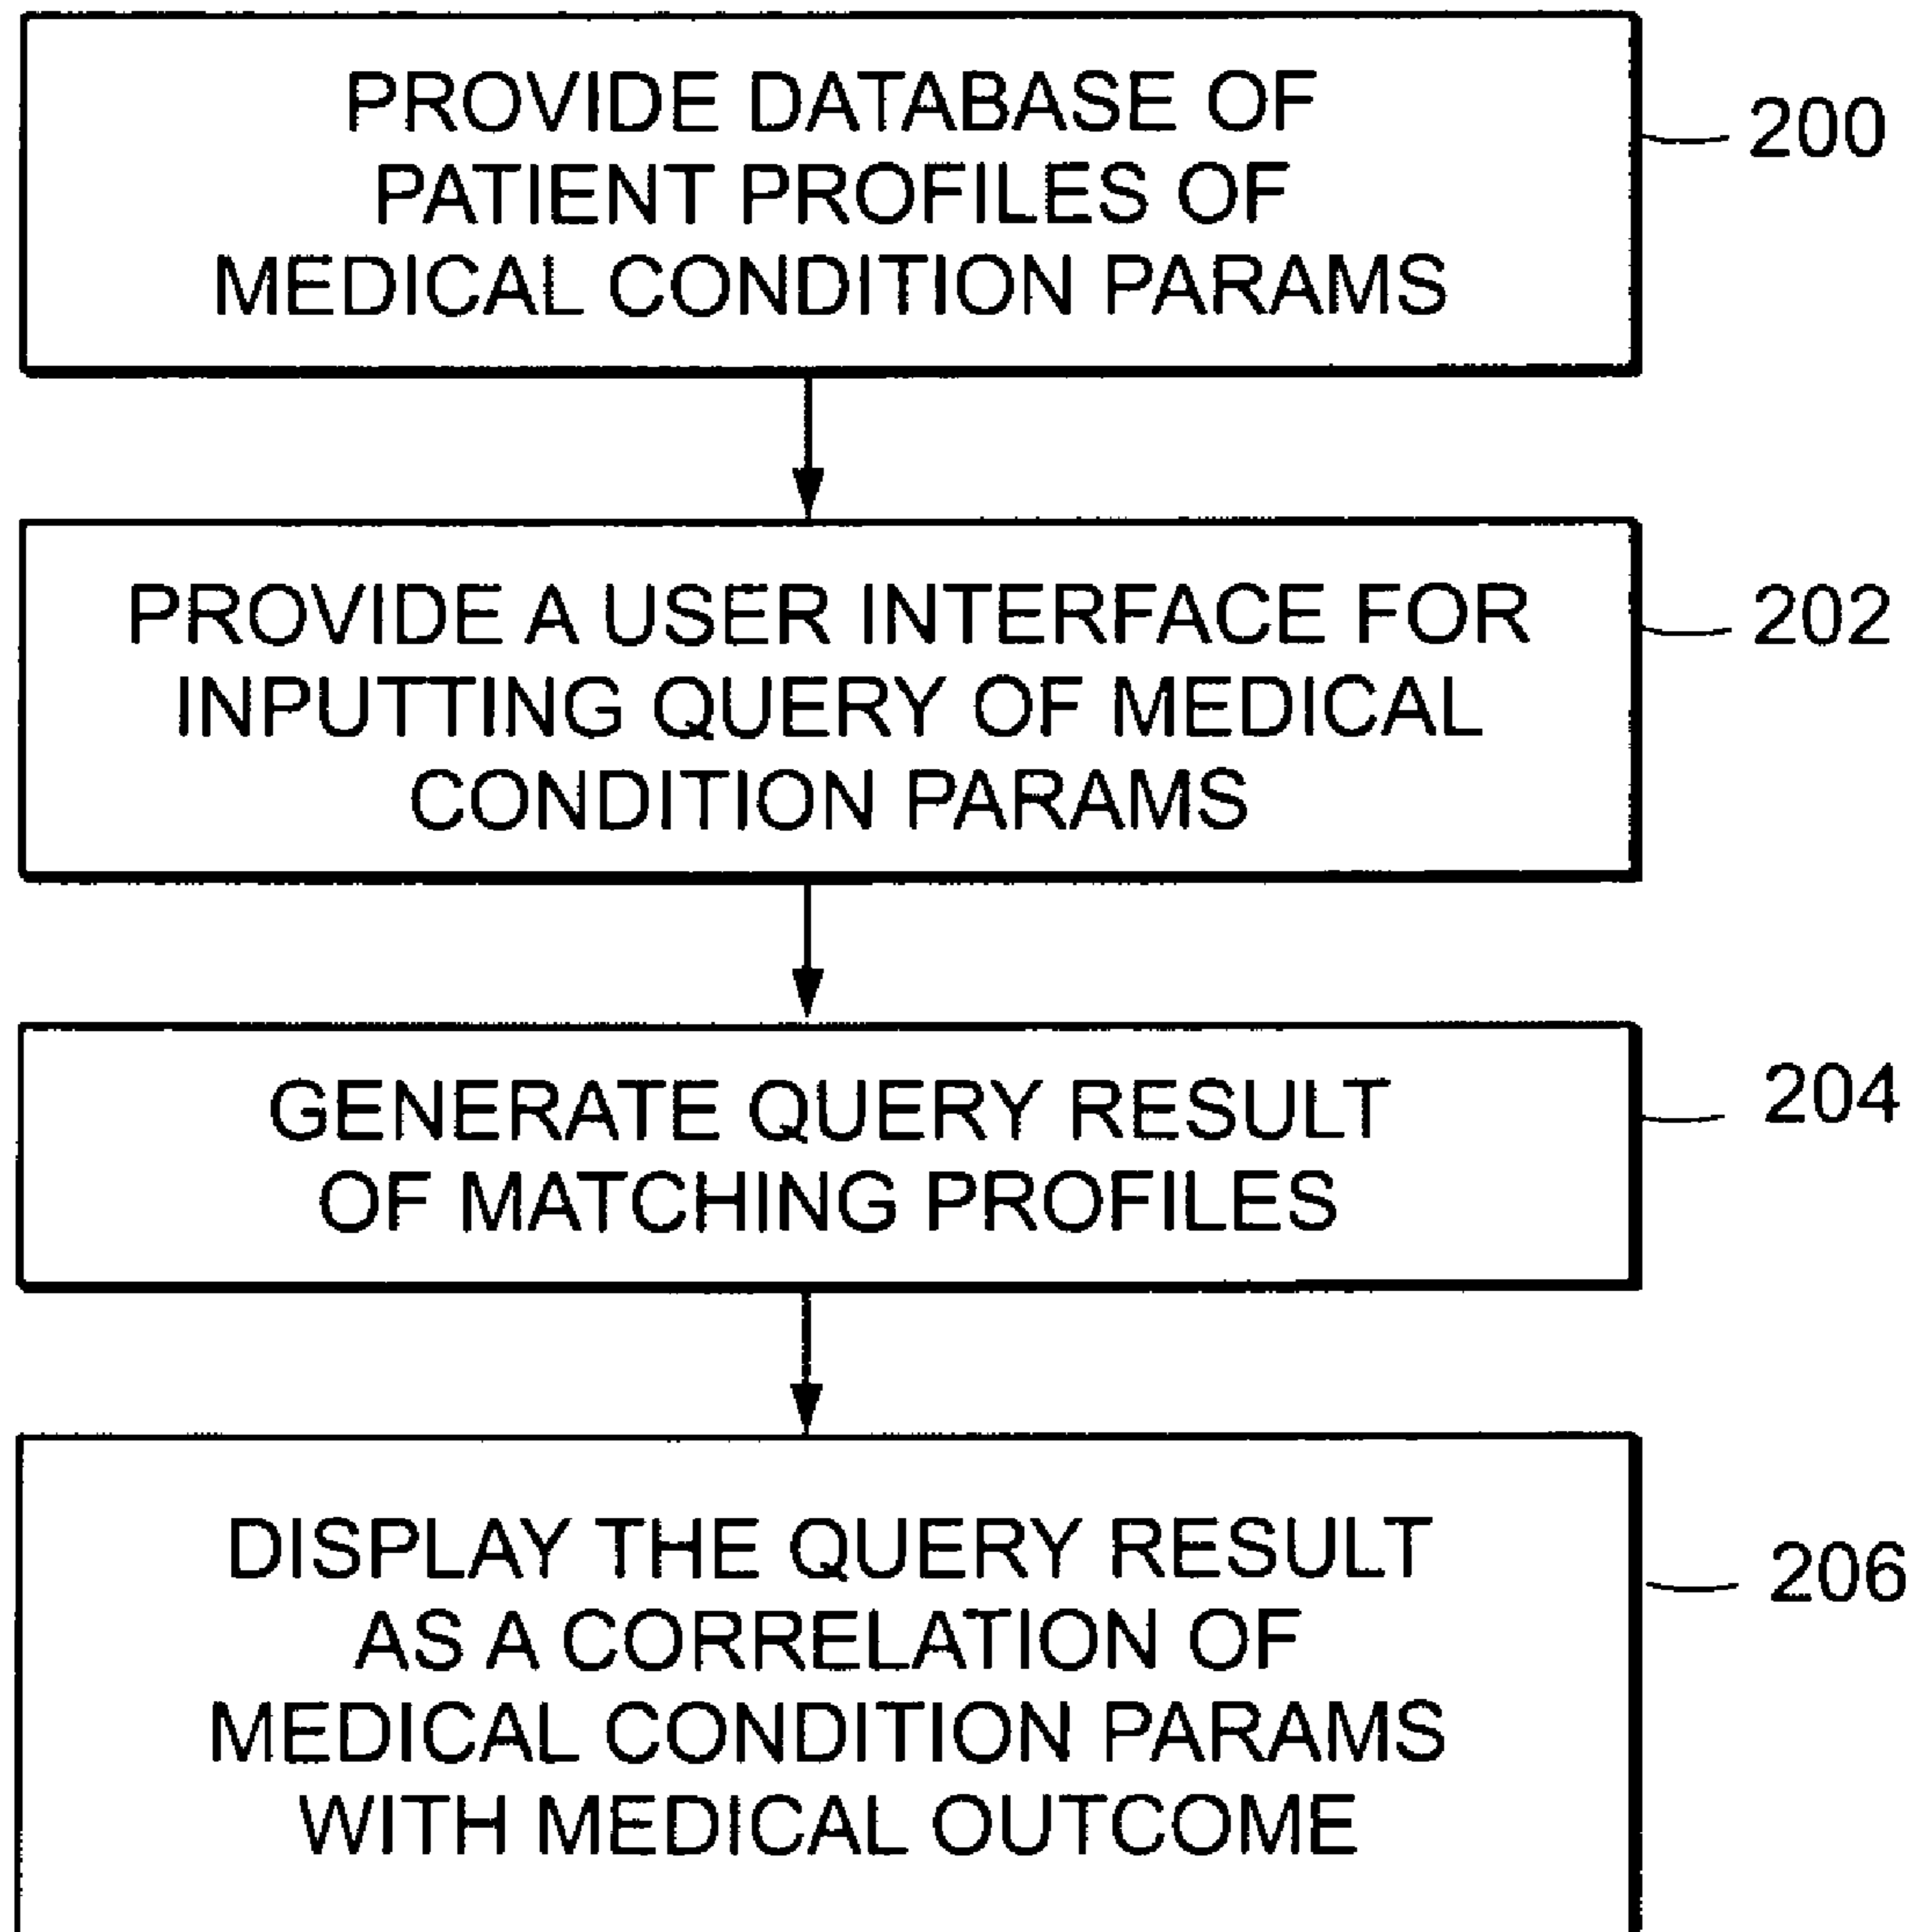 PROVIDE DATABASE OF
PATIENT PROFILES OF
MEDICAL CONDITION PARAMS
200
PROVIDE A USER INTERFACE FOR
INPUTTING QUERY OF MEDICAL
CONDITION PARAMS
202
GENERATE QUERY RESULT
OF MATCHING PROFILES
204
DISPLAY THE QUERY RESULT
AS A CORRELATION OF
MEDICAL CONDITION PARAMS
WITH MEDICAL OUTCOME
206